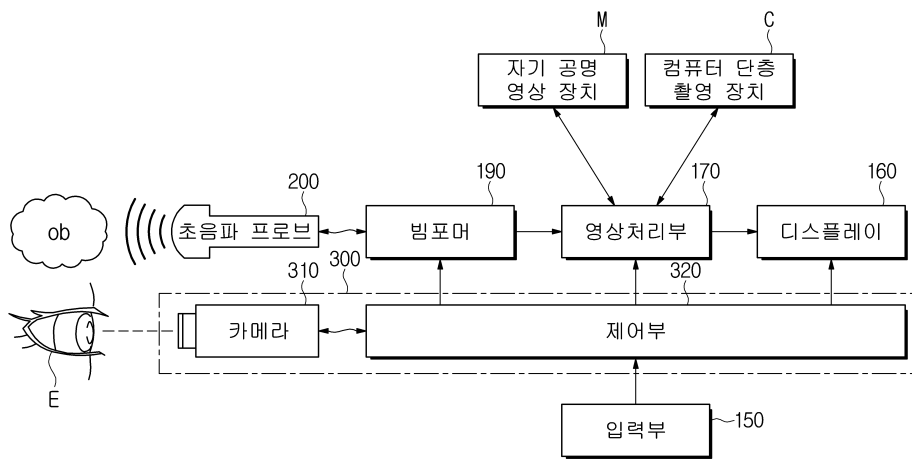 M
C
자기 공명
영상 장치
컴퓨터 단층
촬영 장치
200
190
170
160
ob
초음파 프로브
빔포머
영상처리부
디스플레이
300
310
320
카메라
제어부
E
입력부
150